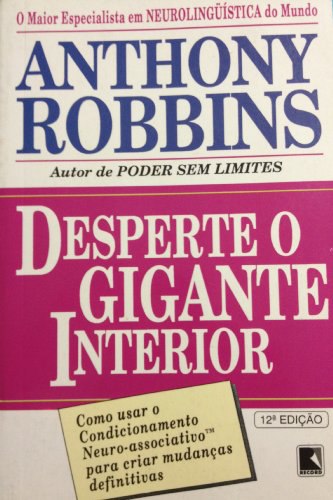 O Maior Especialista em NEUROLINGÜÍSTICA do Mundo
ANTHONY
ROBBINS
Autor de PODER SEM LIMITES
DESPERTE O
GIGANTE
INTERIOR
12ª EDIÇÃO
Como usar o
Condicionamento
Neuro-associativo™
para criar mudanças
definitivas
RECORD